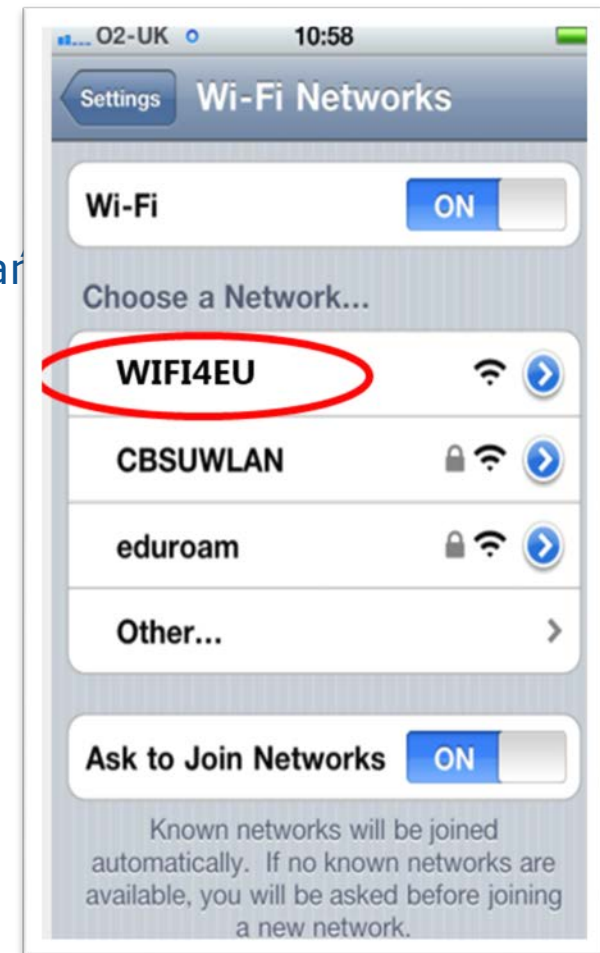 O2-UK 10:58
Settings Wi-Fi Networks
Wi-Fi ON
Choose a Network...
WIFI4EU
CBSUWLAN
eduroam
Other...
Ask to Join Networks ON
Known networks will be joined
automatically. If no known networks are
available, you will be asked before joining
a new network.